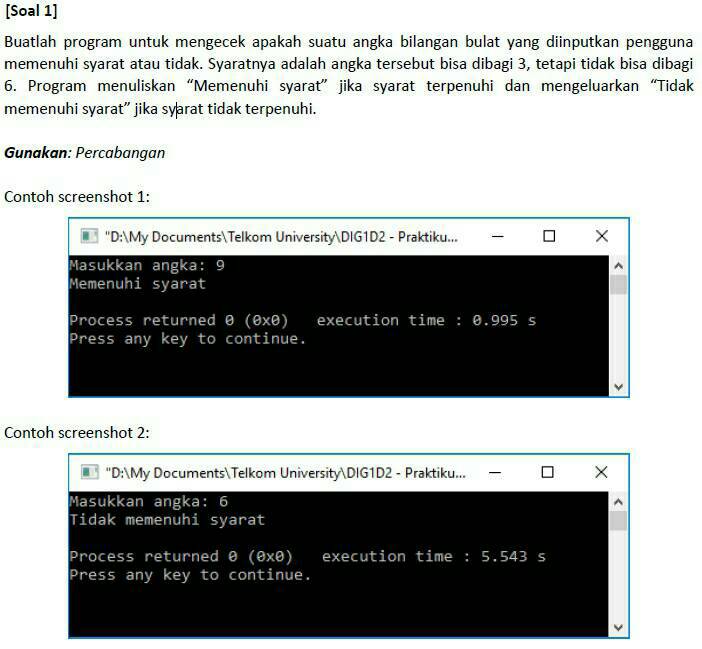 [Soal 1]
Buatlah program untuk mengecek apakah suatu angka bilangan bulat yang diinputkan pengguna
memenuhi syarat atau tidak. Syaratnya adalah angka tersebut bisa dibagi 3, tetapi tidak bisa dibagi
6. Program menuliskan “Memenuhi syarat” jika syarat terpenuhi dan mengeluarkan “Tidak
memenuhi syarat” jika syarat tidak terpenuhi.
Gunakan: Percabangan
Contoh screenshot 1:
"D:\My Documents\Telkom University\DIG1D2 - Praktiku...
Masukkan angka: 9
Memenuhi syarat
Process returned 0 (0x0)   execution time : 0.995 s
Press any key to continue.
Contoh screenshot 2:
"D:\My Documents\Telkom University\DIG1D2 - Praktiku...
Masukkan angka: 6
Tidak memenuhi syarat
Process returned 0 (0x0)   execution time : 5.543 s
Press any key to continue.